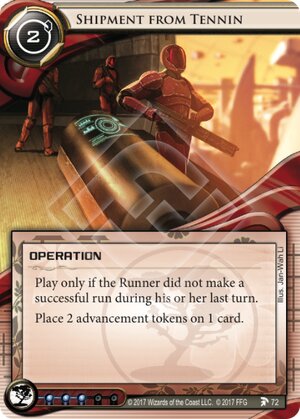 2
SHIPMENT FROM TENNIN
OPERATION
Play only if the Runner did not make a
successful run during his or her last turn.
Place 2 advancement tokens on 1 card.
Illus. Jan-Wah Li
© 2017 Wizards of the Coast LLC. © 2017 FFG
72